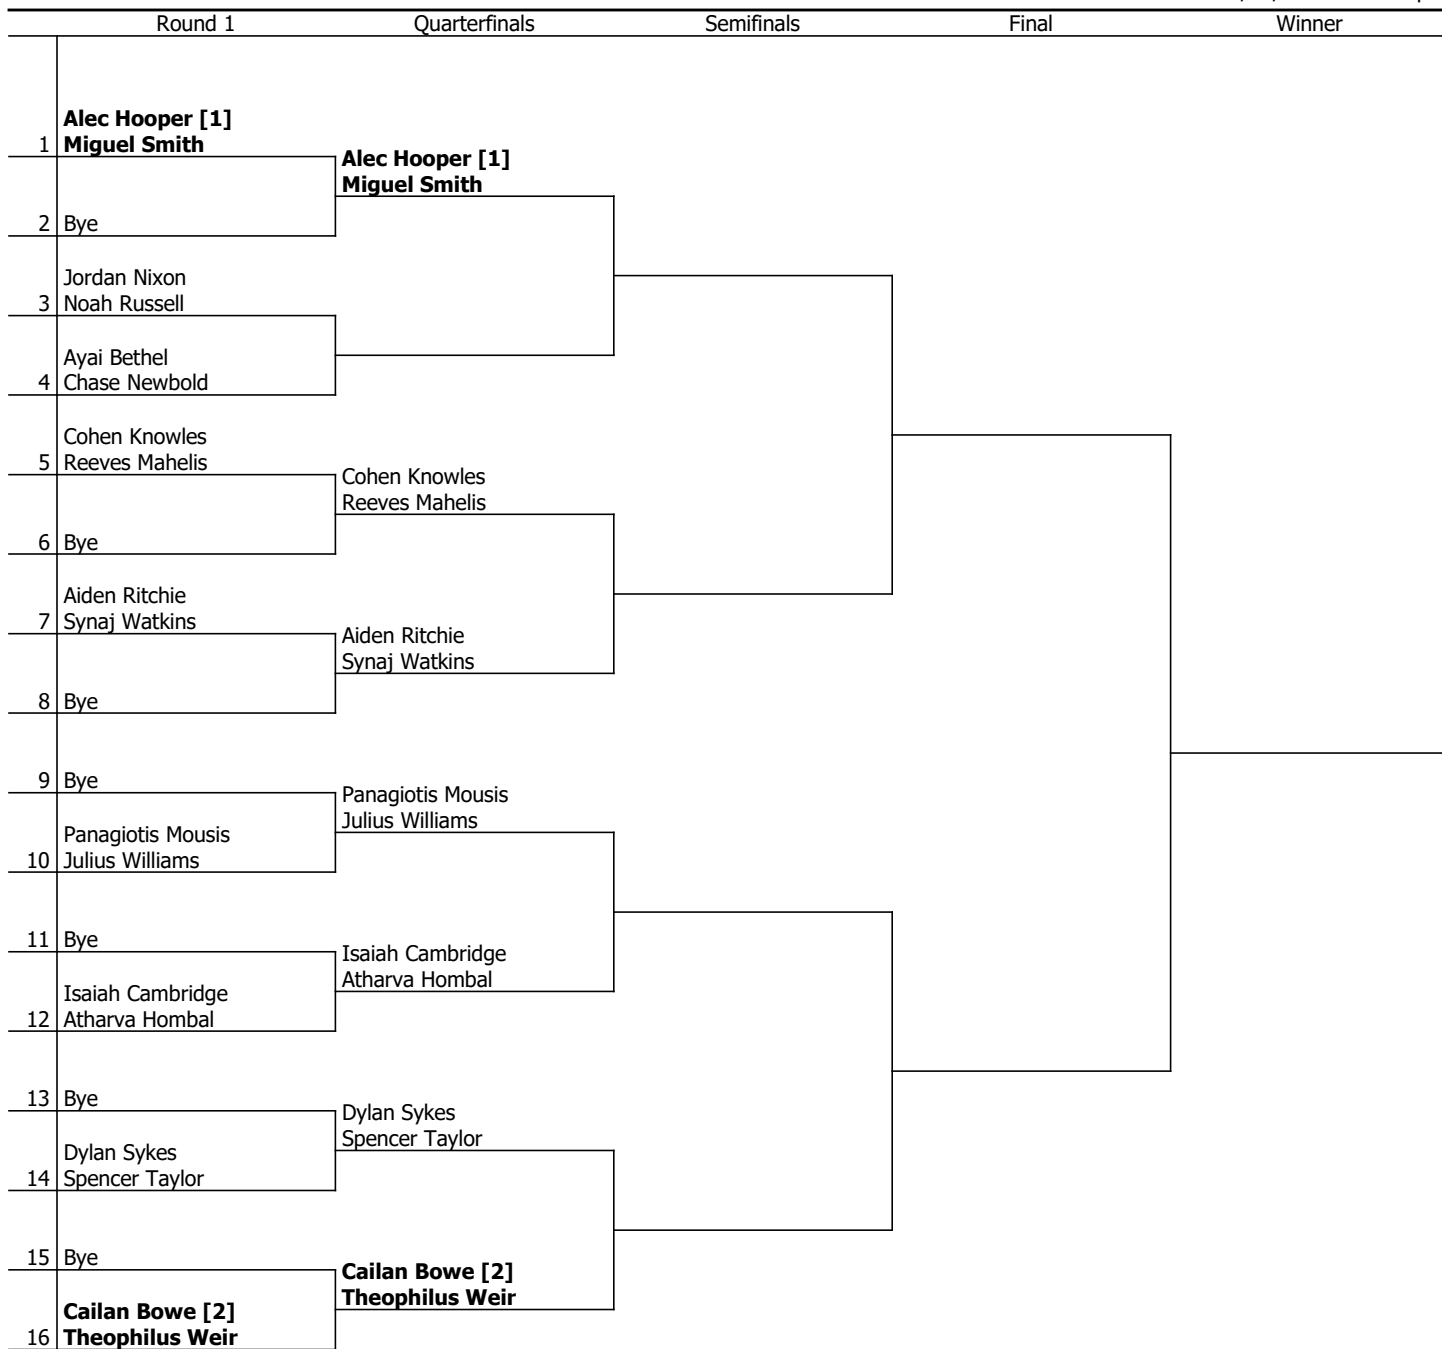 Round 1 Quarterfinals Semifinals Final Winner
Alec Hooper [1]
1 Miguel Smith
Alec Hooper [1]
Miguel Smith
2 Bye
Jordan Nixon
3 Noah Russell
Ayai Bethel
4 Chase Newbold
Cohen Knowles
5 Reeves Mahelis
Cohen Knowles
Reeves Mahelis
6 Bye
Aiden Ritchie
7 Synaj Watkins
Aiden Ritchie
Synaj Watkins
8 Bye
9 Bye
Panagiotis Mousis
Julius Williams
Panagiotis Mousis
10 Julius Williams
11 Bye
Isaiah Cambridge
Atharva Hombal
Isaiah Cambridge
12 Atharva Hombal
13 Bye
Dylan Sykes
Spencer Taylor
Dylan Sykes
14 Spencer Taylor
15 Bye
Cailan Bowe [2]
Theophilus Weir
Cailan Bowe [2]
16 Theophilus Weir